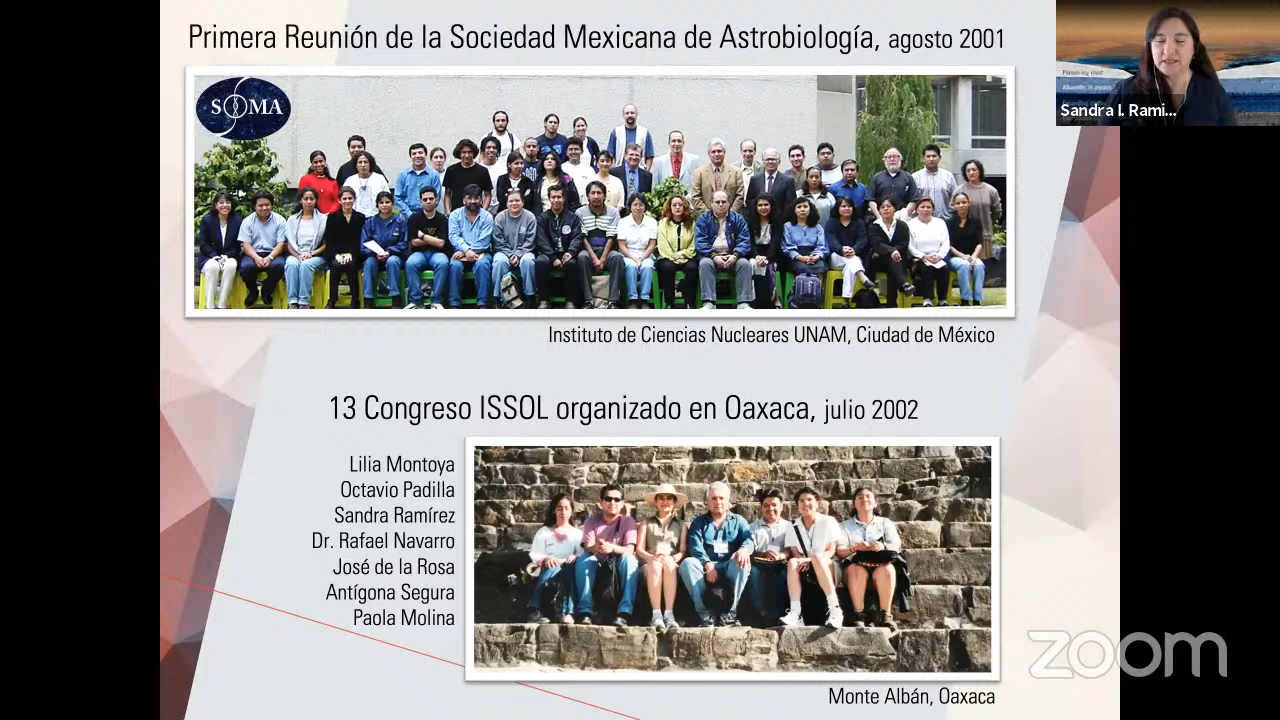 Primera Reunión de la Sociedad Mexicana de Astrobiología, agosto 2001
SOMA
Sandra I. Rami...
Instituto de Ciencias Nucleares UNAM, Ciudad de México
13 Congreso ISSOL organizado en Oaxaca, julio 2002
Lilia Montoya
Octavio Padilla
Sandra Ramírez
Dr. Rafael Navarro
José de la Rosa
Antígona Segura
Paola Molina
zoom
Monte Albán, Oaxaca